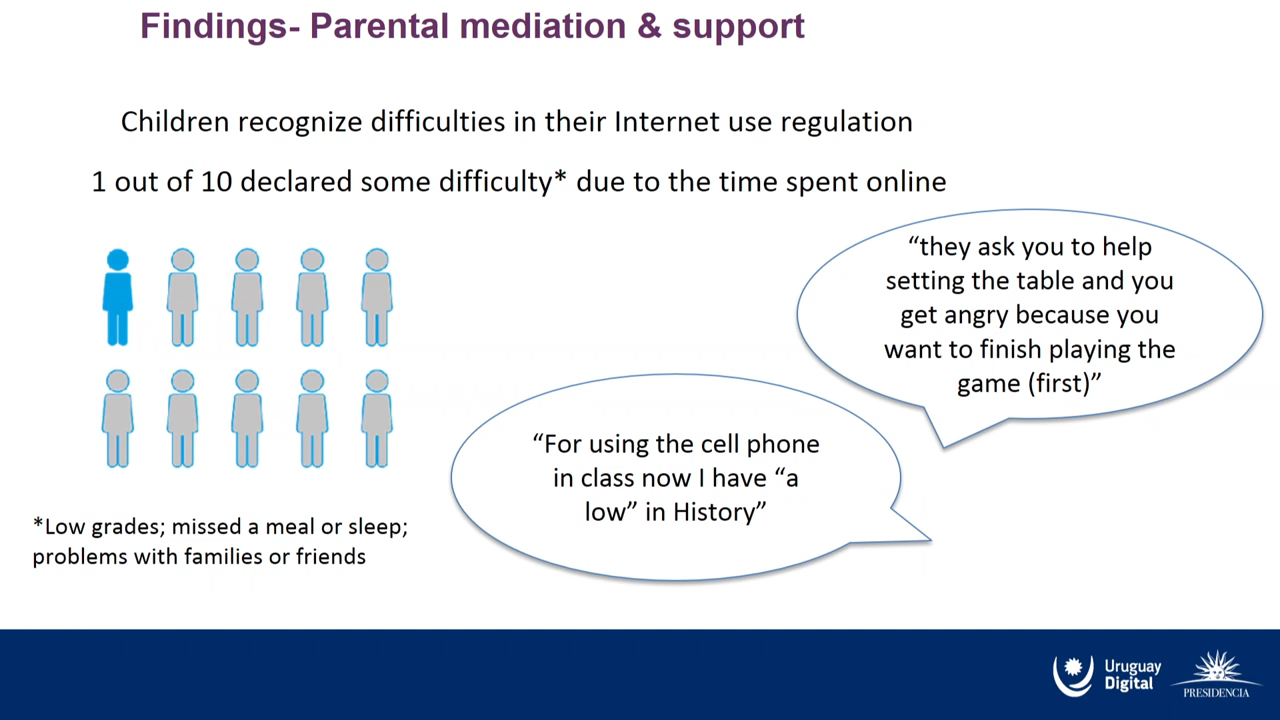 Findings- Parental mediation & support
Children recognize difficulties in their Internet use regulation
1 out of 10 declared some difficulty* due to the time spent online
“they ask you to help
setting the table and you
get angry because you
want to finish playing the
game (first)”
“For using the cell phone
in class now I have “a
low” in History”
*Low grades; missed a meal or sleep;
problems with families or friends
Uruguay
Digital
PRESIDENCIA